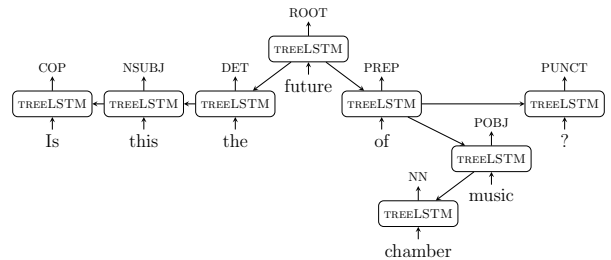 ROOT
TREELSTM
future
COP NSUBJ DET PREP PUNCT
TREELSTM TREELSTM TREELSTM TREELSTM TREELSTM
Is this the of ?
POBJ
TREELSTM
music
NN
TREELSTM
chamber